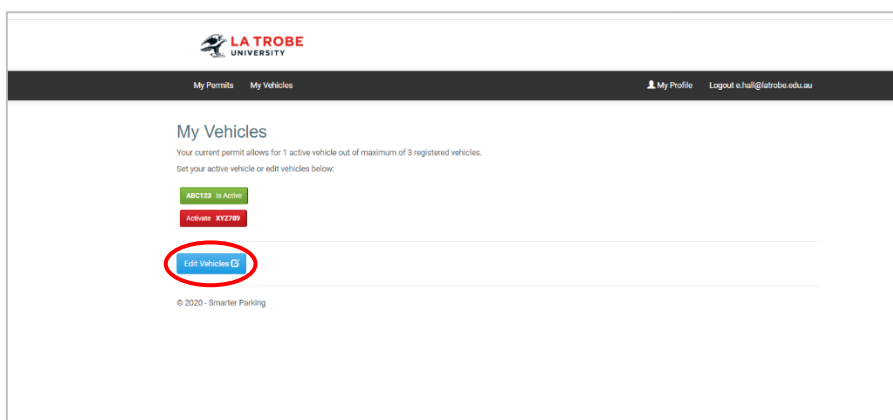 LA TROBE
UNIVERSITY
My Permits My Vehicles My Profile Logout e.hall@latrobe.edu.au
My Vehicles
Your current permit allows for 1 active vehicle out of maximum of 3 registered vehicles.
Set your active vehicle or edit vehicles below:
ABC123 Is Active
Activate XYZ789
Edit Vehicles
© 2020 - Smarter Parking